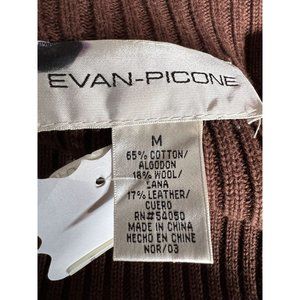 EVAN-PICONE
M
65% COTTON/
ALGODON
18% WOOL/
LANA
17% LEATHER/
CUERO
RN#54050
MADE IN CHINA
HECHO EN CHINE
NOR/03